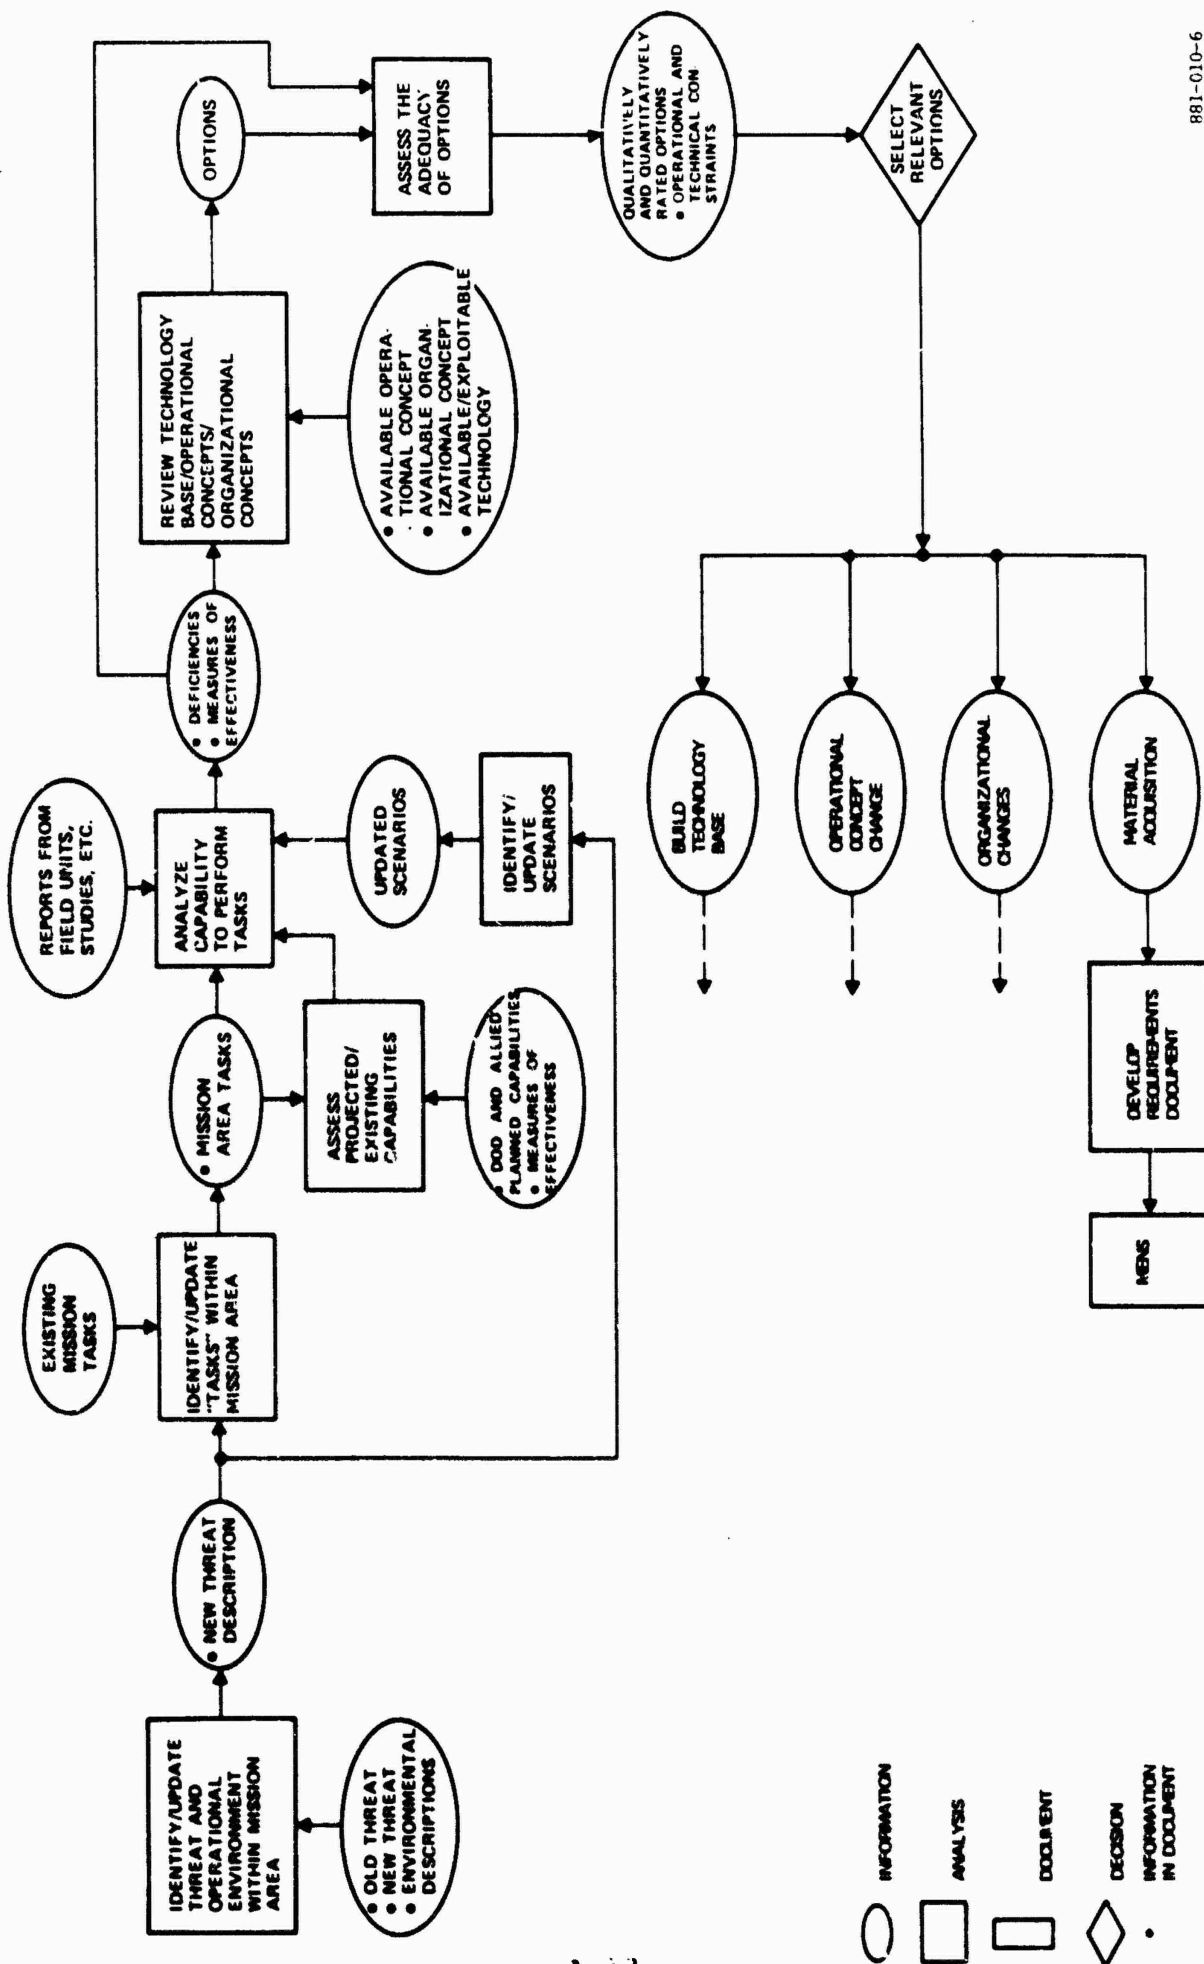 IDENTIFY/UPDATE
THREAT AND
OPERATIONAL
ENVIRONMENT
WITHIN MISSION
AREA
• OLD THREAT
• NEW THREAT
• ENVIRONMENTAL
DESCRIPTIONS
• NEW THREAT
DESCRIPTION
EXISTING
MISSION
TASKS
IDENTIFY/UPDATE
"TASKS" WITHIN
MISSION AREA
• MISSION
AREA TASKS
ASSESS
PROJECTED/
EXISTING
CAPABILITIES
• DOD AND ALLIED
PLANNED CAPABILITIES
• MEASURES OF
EFFECTIVENESS
REPORTS FROM
FIELD UNITS,
STUDIES, ETC.
ANALYZE
CAPABILITY
TO PERFORM
TASKS
UPDATED
SCENARIOS
IDENTIFY/
UPDATE
SCENARIOS
• DEFICIENCIES
• MEASURES OF
EFFECTIVENESS
REVIEW TECHNOLOGY
BASE/OPERATIONAL
CONCEPTS/
ORGANIZATIONAL
CONCEPTS
• AVAILABLE OPERA-
TIONAL CONCEPT
• AVAILABLE ORGAN-
IZATIONAL CONCEPT
• AVAILABLE/EXPLOITABLE
TECHNOLOGY
OPTIONS
ASSESS THE
ADEQUACY
OF OPTIONS
QUALITATIVELY
AND QUANTITATIVELY
RATED OPTIONS
• OPERATIONAL AND
TECHNICAL CON-
STRAINTS
SELECT
RELEVANT
OPTIONS
BUILD
TECHNOLOGY
BASE
OPERATIONAL
CONCEPT
CHANGE
ORGANIZATIONAL
CHANGES
MATERIAL
ACQUISITION
DEVELOP
REQUIREMENTS
DOCUMENT
MENS
INFORMATION
ANALYSIS
DOCUMENT
DECISION
• INFORMATION
IN DOCUMENT
881-010-6